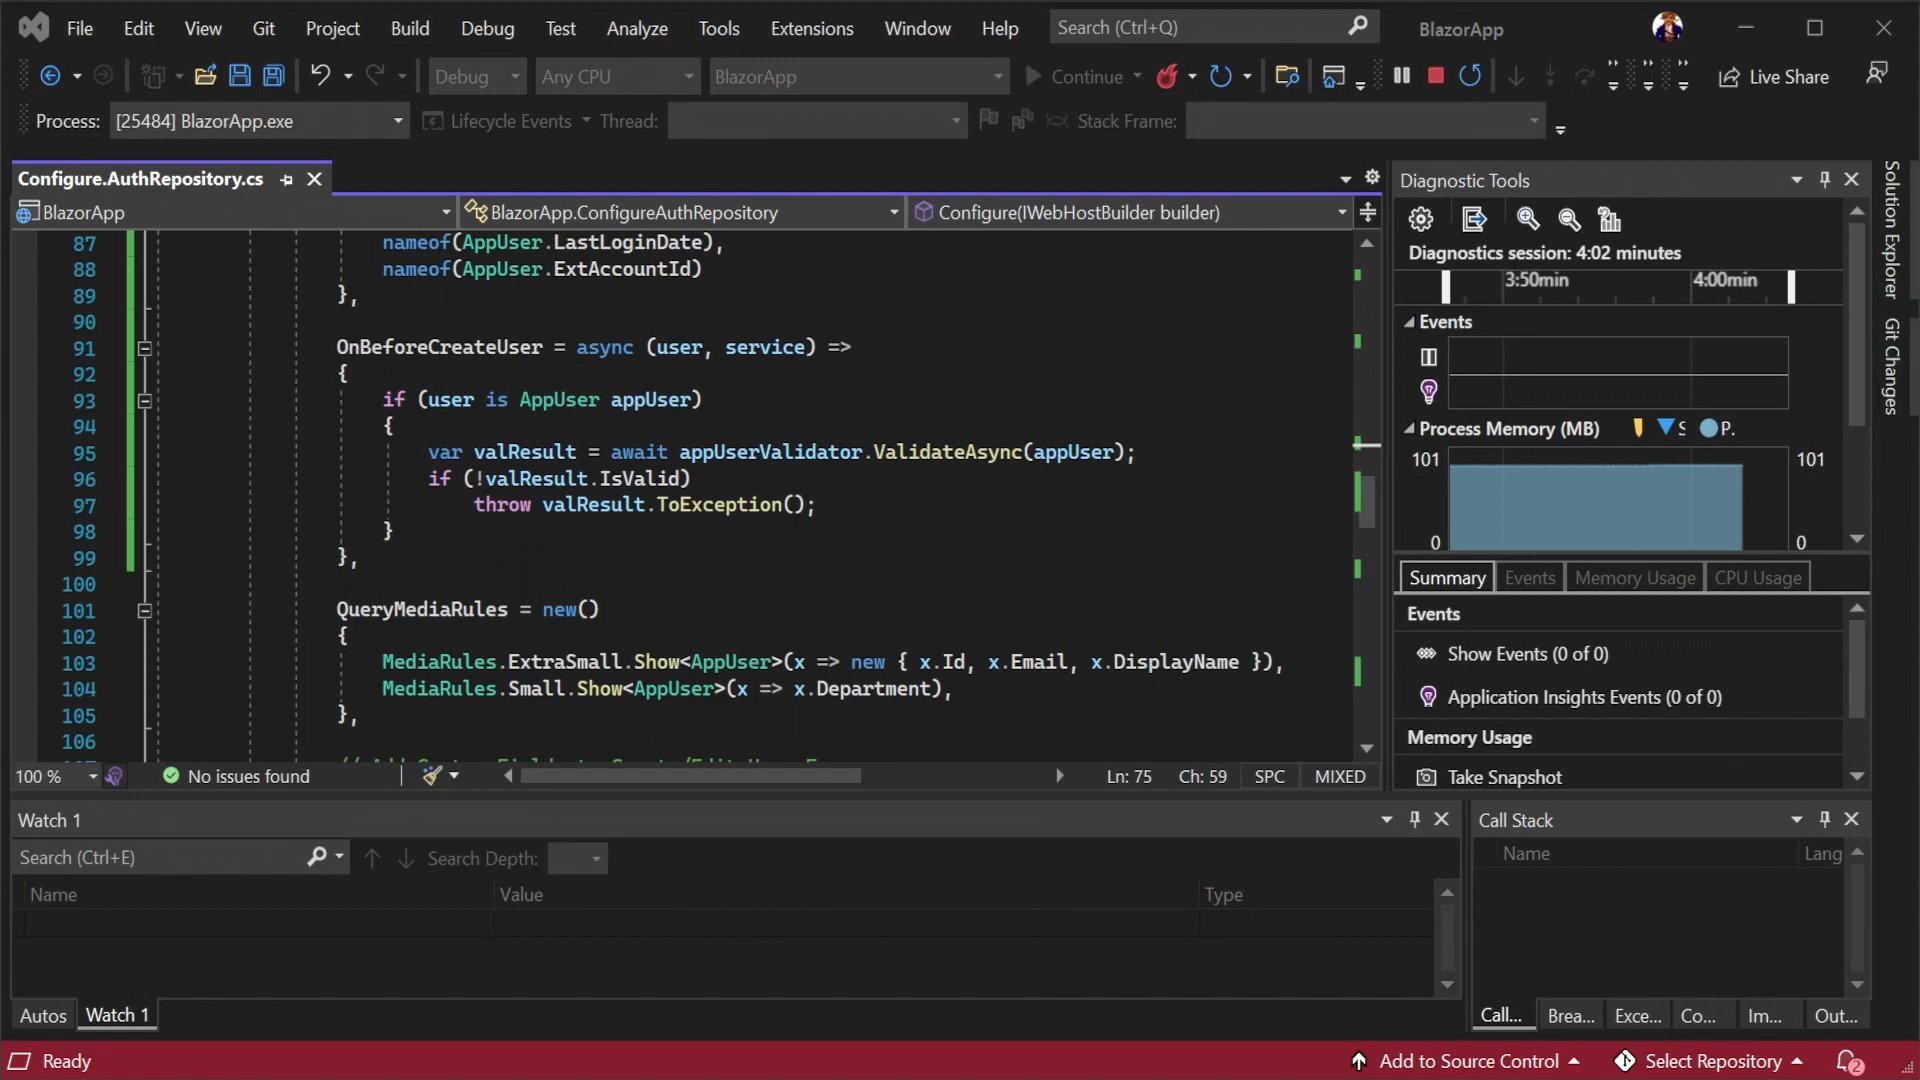 File Edit View Git Project Build Debug Test Analyze Tools Extensions Window Help Search (Ctrl+Q) BlazorApp
Debug Any CPU BlazorApp Continue Live Share
Process: [25484] BlazorApp.exe Lifecycle Events Thread: Stack Frame:
Configure.AuthRepository.cs
BlazorApp BlazorApp.ConfigureAuthRepository Configure(IWebHostBuilder builder)
87 nameof(AppUser.LastLoginDate),
88 nameof(AppUser.ExtAccountId)
89 },
90
91 OnBeforeCreateUser = async (user, service) =>
92 {
93 if (user is AppUser appUser)
94 {
95 var valResult = await appUserValidator.ValidateAsync(appUser);
96 if (!valResult.IsValid)
97 throw valResult.ToException();
98 }
99 },
100
101 QueryMediaRules = new()
102 {
103 MediaRules.ExtraSmall.Show<AppUser>(x => new { x.Id, x.Email, x.DisplayName }),
104 MediaRules.Small.Show<AppUser>(x => x.Department),
105 },
106
100 % No issues found Ln: 75 Ch: 59 SPC MIXED
Diagnostic Tools
Diagnostics session: 4:02 minutes
3:50min 4:00min
Events
Process Memory (MB) S P.
101 101
0 0
Summary Events Memory Usage CPU Usage
Events
Show Events (0 of 0)
Application Insights Events (0 of 0)
Memory Usage
Take Snapshot
Solution Explorer
Git Changes
Watch 1
Search (Ctrl+E) Search Depth:
Name Value Type
Autos Watch 1
Call Stack
Name Lang
Call... Brea... Exce... Co... Im... Out...
Ready Add to Source Control Select Repository 2